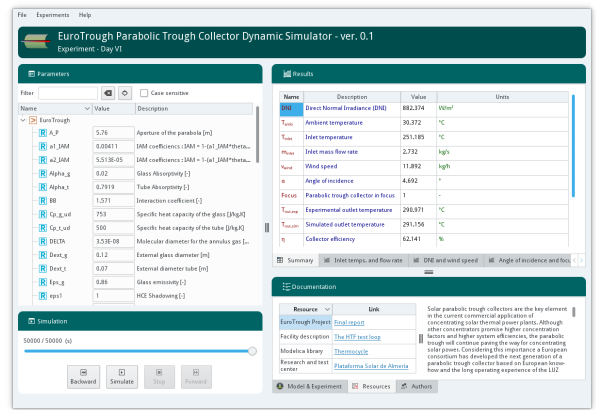 File Experiments Help
EuroTrough Parabolic Trough Collector Dynamic Simulator - ver. 0.1
Experiment - Day VI
Parameters
Filter Case sensitive
Name Value Description
EuroTrough
R A_P 5,76 Aperture of the parabola [m]
R a1_IAM 0.00411 IAM coefficiencs : IAM = 1-(a1_IAM*theta...
R a2_IAM 5,513E-05 IAM coefficiencs : IAM = 1-(a1_IAM*theta...
R Alpha_g 0,02 Glass Absorptivity [-]
R Alpha_t 0,7919 Tube Absorptivity [-]
R BB 1,571 Interaction coefficient [-]
R Cp_g_ud 753 Specific heat capacity of the glass [J/kg.K]
R Cp_t_ud 500 Specific heat capacity of the tube [J/kg.K]
R DELTA 3,53E-08 Molecular diameter for the annulus gas [...
R Dext_g 0,12 External glass diameter [m]
R Dext_t 0,07 External diameter tube [m]
R Eps_g 0,86 Glass emissivity [-]
R eps1 1 HCE Shadowing [-]
Simulation
50000 / 50000 (s)
Backward Simulate Stop Forward
Results
Name Description Value Units
DNI Direct Normal Irradiance (DNI) 882,374 W/m²
T_amb Ambient temperature 30,372 °C
T_inlet Inlet temperature 251,185 °C
m_inlet Inlet mass flow rate 2,732 kg/s
v_wind Wind speed 11,892 kg/h
Angle of incidence 4,692 °
Focus Parabolic trough collector in focus 1 -
T_out,exp Experimental outlet temperature 290,971 °C
T_out,sim Simulated outlet temperature 291,156 °C
η Collector efficiency 62,141 %
Summary Inlet temps. and flow rate DNI and wind speed Angle of incidence and focu
Documentation
Resource Link
EuroTrough Project Final report
Facility description The HTF test loop
Modelica library Thermocycle
Research and test center Plataforma Solar de Almeria
Solar parabolic trough collectors are the key element
in the current commercial application of
concentrating solar thermal power plants. Although
other concentrators promise higher concentration
factors and higher system efficiencies, the parabolic
trough will continue paving the way for concentrating
solar power. Considering this importance a European
consortium has developed the next generation of a
parabolic trough collector based on European know-
how and the long operating experience of the LUZ
Model & Experiment Resources Authors